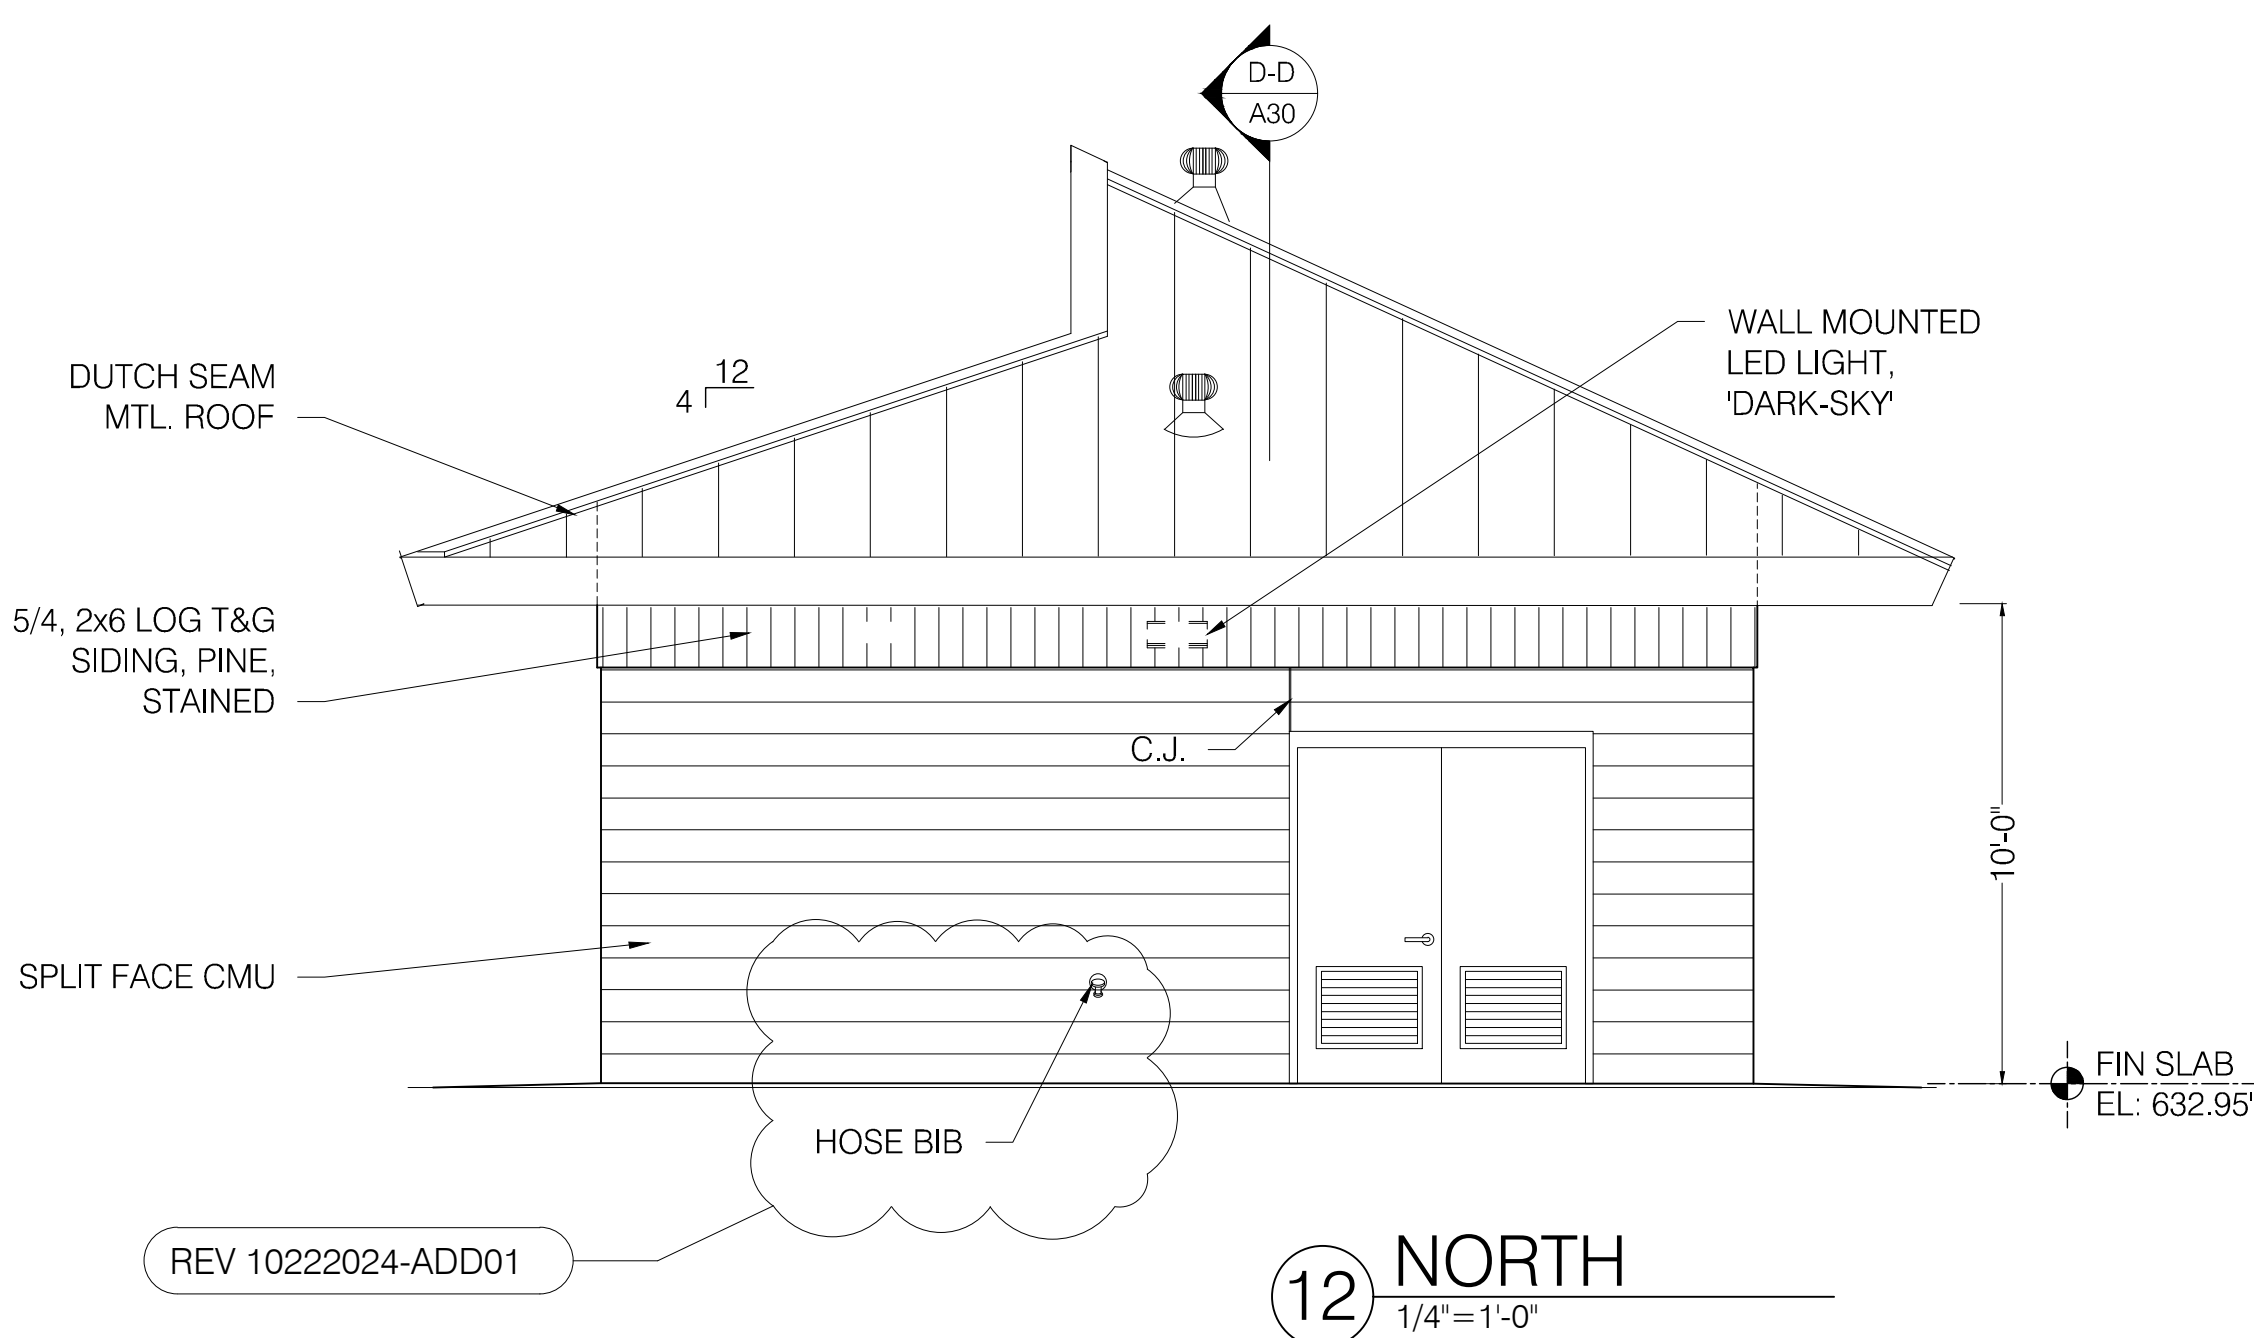 D-D
A30
WALL MOUNTED
LED LIGHT,
'DARK-SKY'
DUTCH SEAM
MTL. ROOF
12
4
5/4, 2x6 LOG T&G
SIDING, PINE,
STAINED
C.J.
10'-0"
SPLIT FACE CMU
FIN SLAB
EL: 632.95'
HOSE BIB
REV 10222024-ADD01
12
NORTH
1/4"=1'-0"